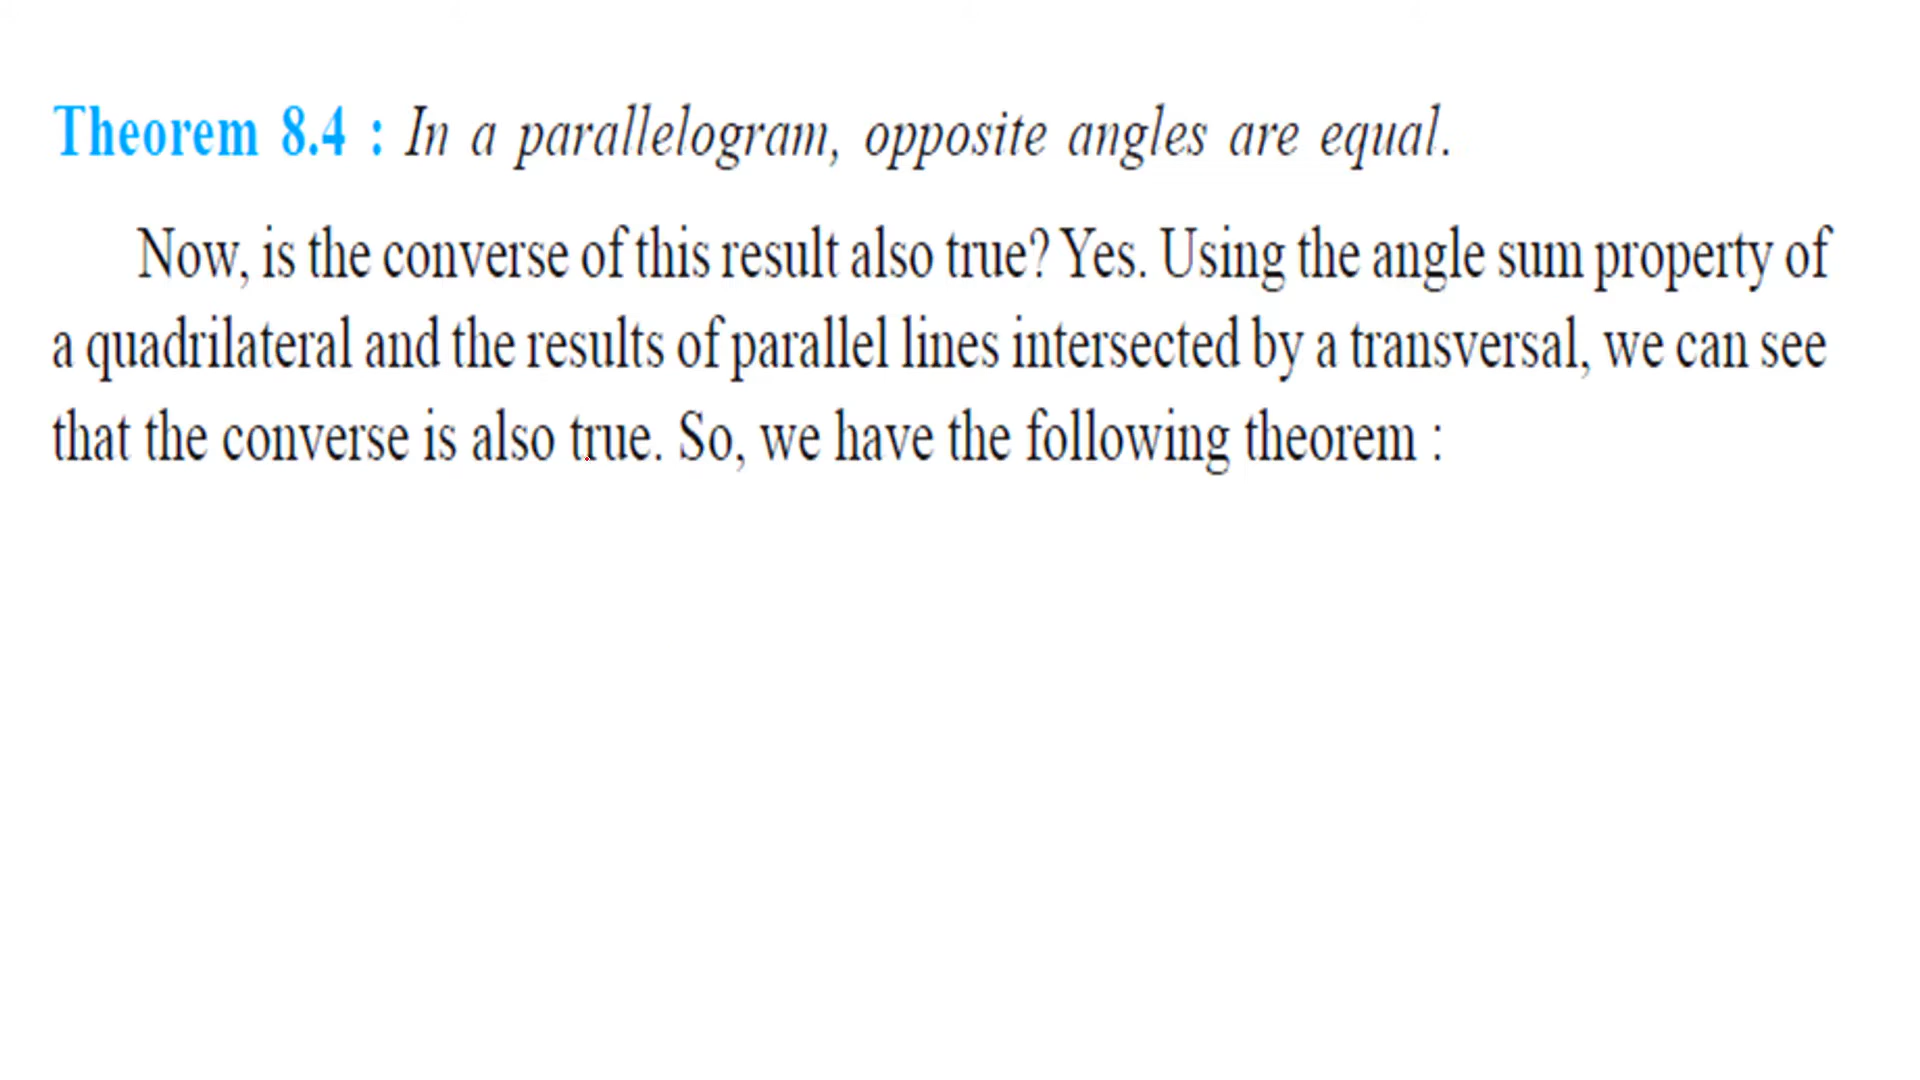 Theorem 8.4 : In a parallelogram, opposite angles are equal.
Now, is the converse of this result also true? Yes. Using the angle sum property of
a quadrilateral and the results of parallel lines intersected by a transversal, we can see
that the converse is also true. So, we have the following theorem :